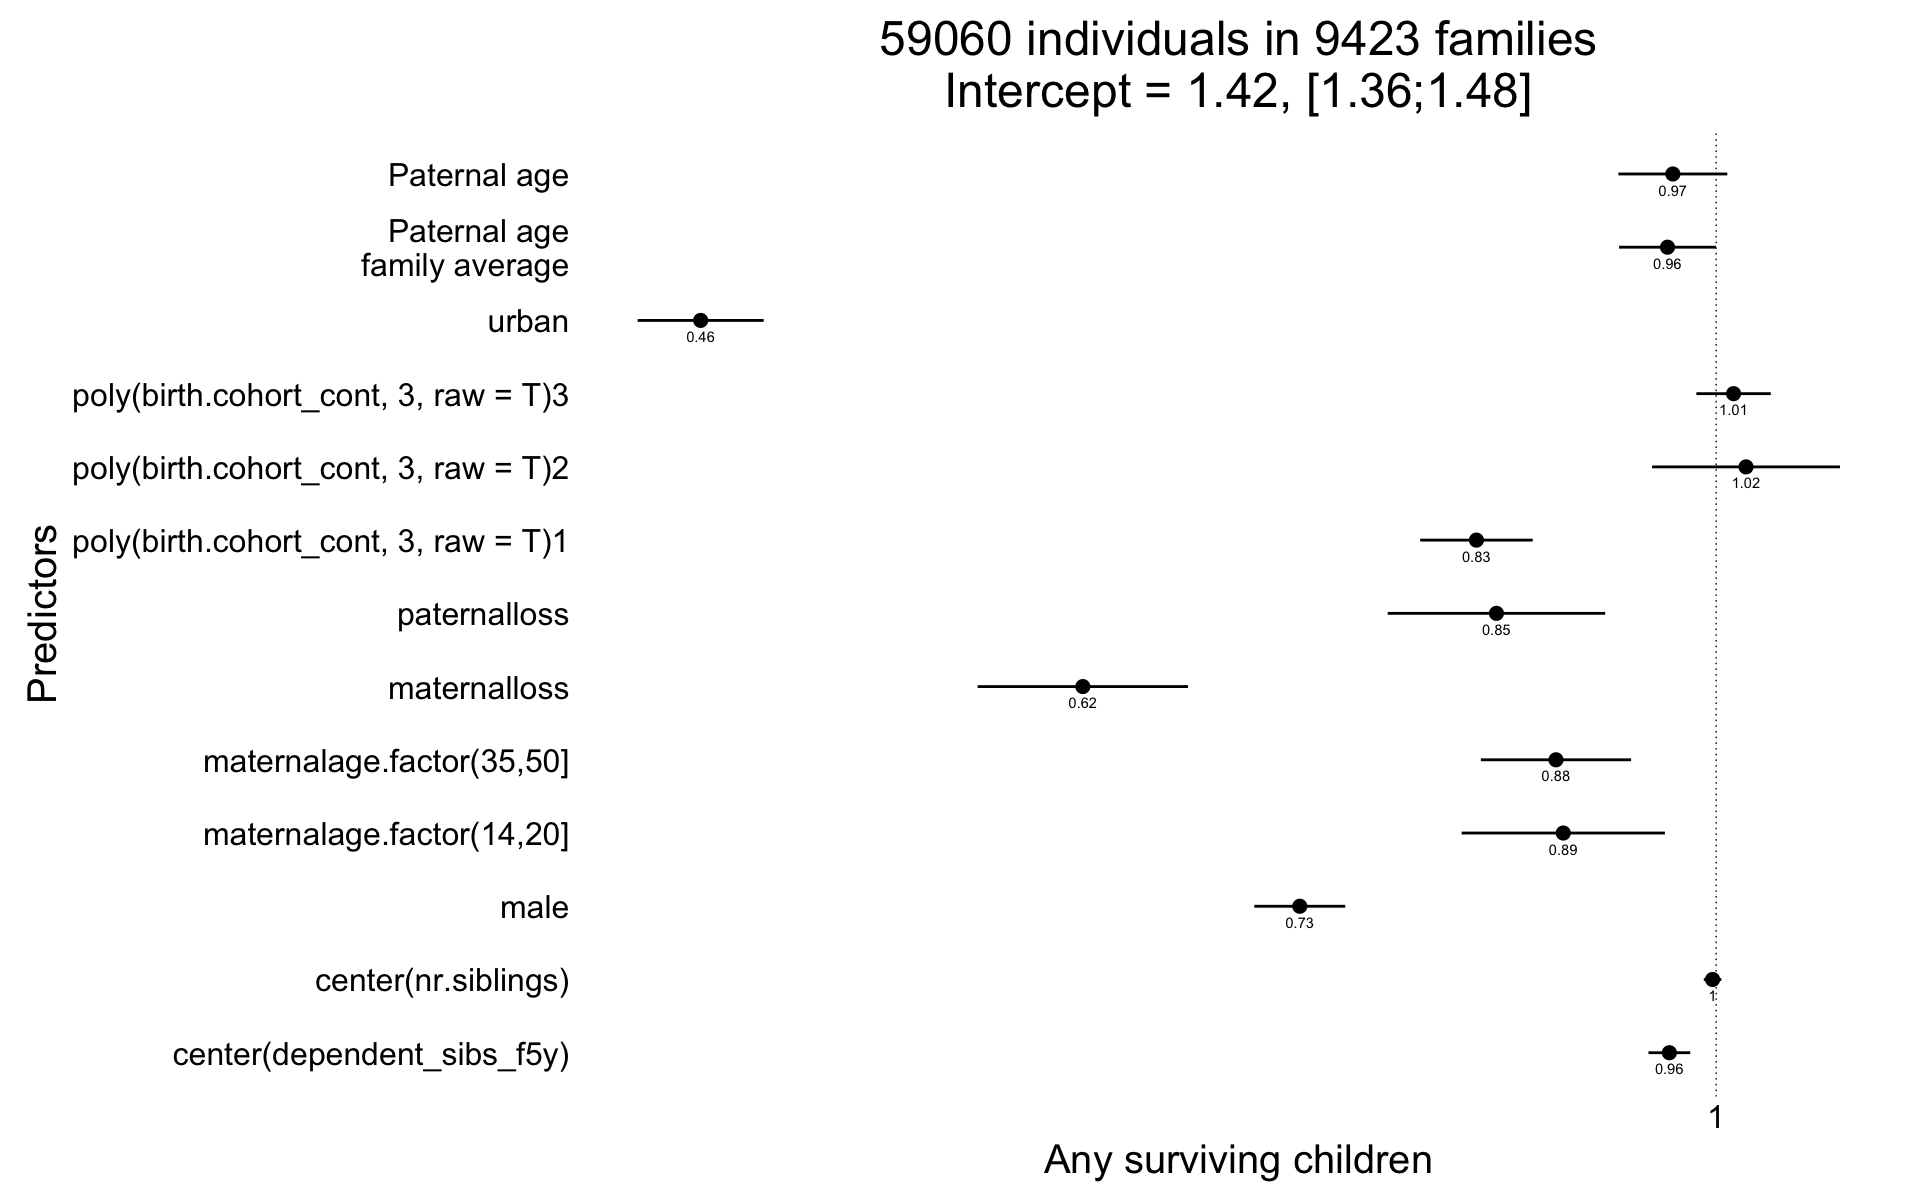 59060 individuals in 9423 families
Intercept = 1.42, [1.36;1.48]
Predictors
Paternal age
0.97
Paternal age
family average
0.96
urban
0.46
poly(birth.cohort_cont, 3, raw = T)3
1.01
poly(birth.cohort_cont, 3, raw = T)2
1.02
poly(birth.cohort_cont, 3, raw = T)1
0.83
paternalloss
0.85
maternalloss
0.62
maternalage.factor(35,50]
0.88
maternalage.factor(14,20]
0.89
male
0.73
center(nr.siblings)
1
center(dependent_sibs_f5y)
0.96
1
Any surviving children